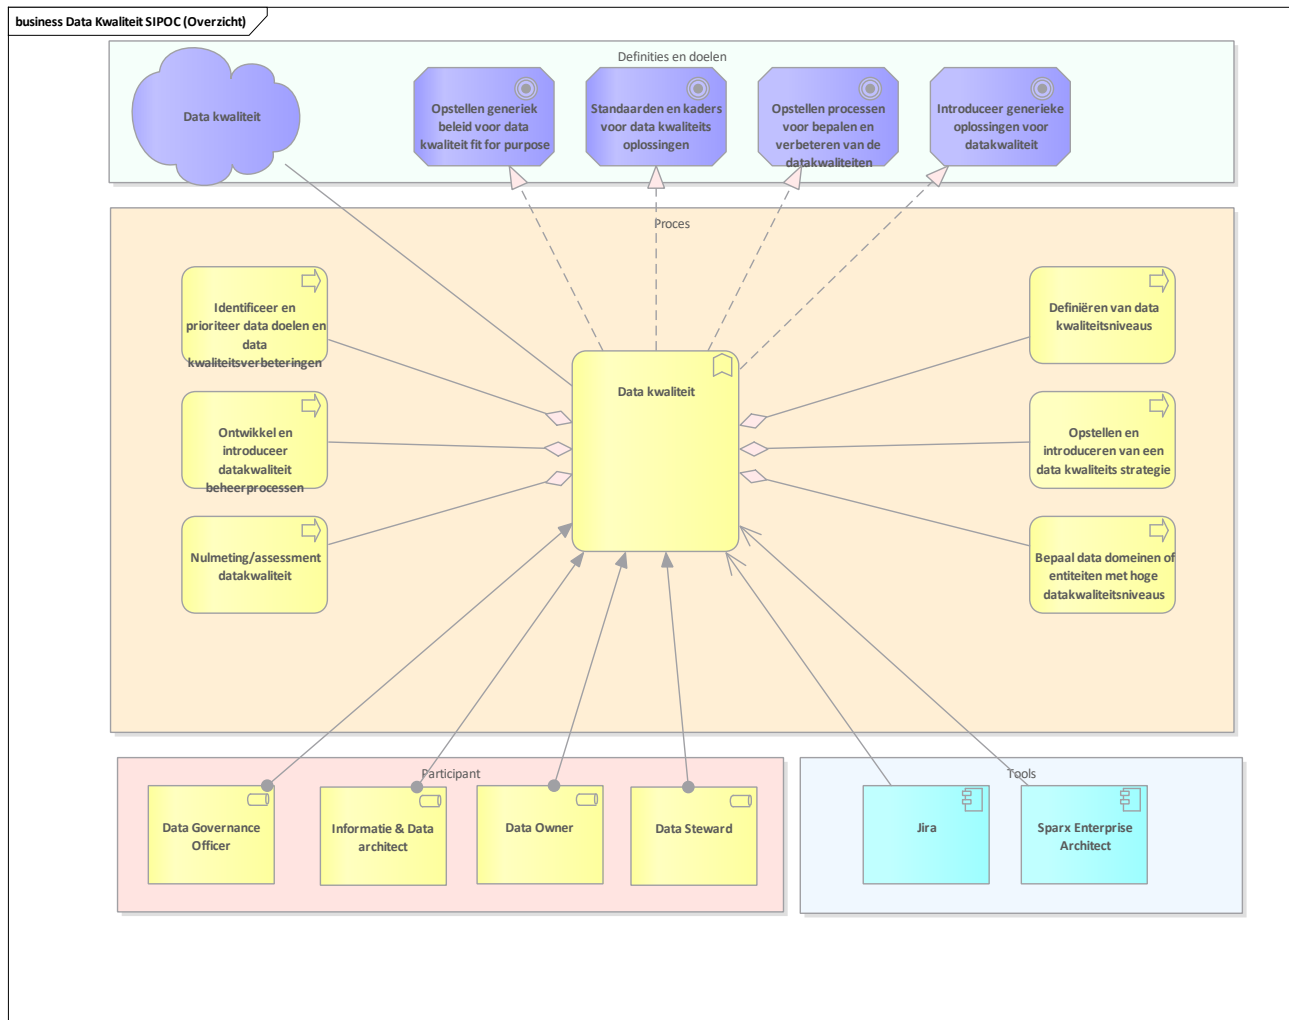 business Data Kwaliteit SIPOC (Overzicht)
Definities en doelen
Data kwaliteit
Opstellen generiek
beleid voor data
kwaliteit fit for purpose
Standaarden en kaders
voor data kwaliteits
oplossingen
Opstellen processen
voor bepalen en
verbeteren van de
datakwaliteiten
Introduceer generieke
oplossingen voor
datakwaliteit
Proces
Identificeer en
prioriteer data doelen en
data
kwaliteitsverbeteringen
Ontwikkel en
introduceer
datakwaliteit
beheerprocessen
Nulmeting/assessment
datakwaliteit
Data kwaliteit
Definiëren van data
kwaliteitsniveaus
Opstellen en
introduceren van een
data kwaliteits strategie
Bepaal data domeinen of
entiteiten met hoge
datakwaliteitsniveaus
Participant
Data Governance
Officer
Informatie & Data
architect
Data Owner
Data Steward
Tools
Jira
Sparx Enterprise
Architect